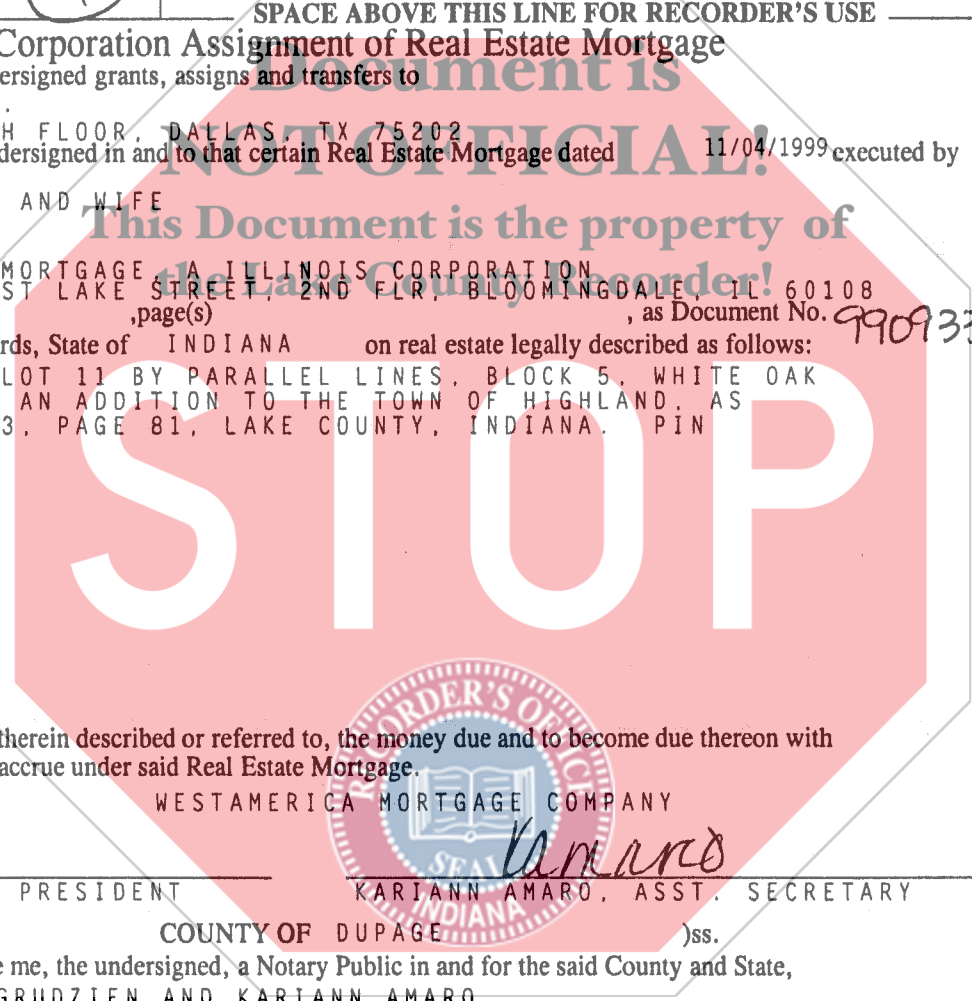 SPACE ABOVE THIS LINE FOR RECORDER'S USE
Corporation Assignment of Real Estate Mortgage
ersigned grants, assigns and transfers to
Document is
H FLOOR, DALLAS, TX 75202
NOT OFFICIAL!
dersigned in and to that certain Real Estate Mortgage dated 11/04/1999 executed by
AND WIFE
This Document is the property of
MORTGAGE, A ILLINOIS CORPORATION
the Lake County Recorder!
ST LAKE STREET, 2ND FLR, BLOOMINGDALE, IL 60108
,page(s) , as Document No. 990933
rds, State of INDIANA on real estate legally described as follows:
LOT 11 BY PARALLEL LINES, BLOCK 5, WHITE OAK
AN ADDITION TO THE TOWN OF HIGHLAND, AS
3, PAGE 81, LAKE COUNTY, INDIANA. PIN
STOP
therein described or referred to, the money due and to become due thereon with
accrue under said Real Estate Mortgage.
WESTAMERICA MORTGAGE COMPANY
RECORDER'S OFFICE
SEAL
INDIANA
Kamaro
PRESIDENT KARIANN AMARO, ASST. SECRETARY
COUNTY OF DUPAGE )ss.
e me, the undersigned, a Notary Public in and for the said County and State,
GRUDZIEN AND KARIANN AMARO